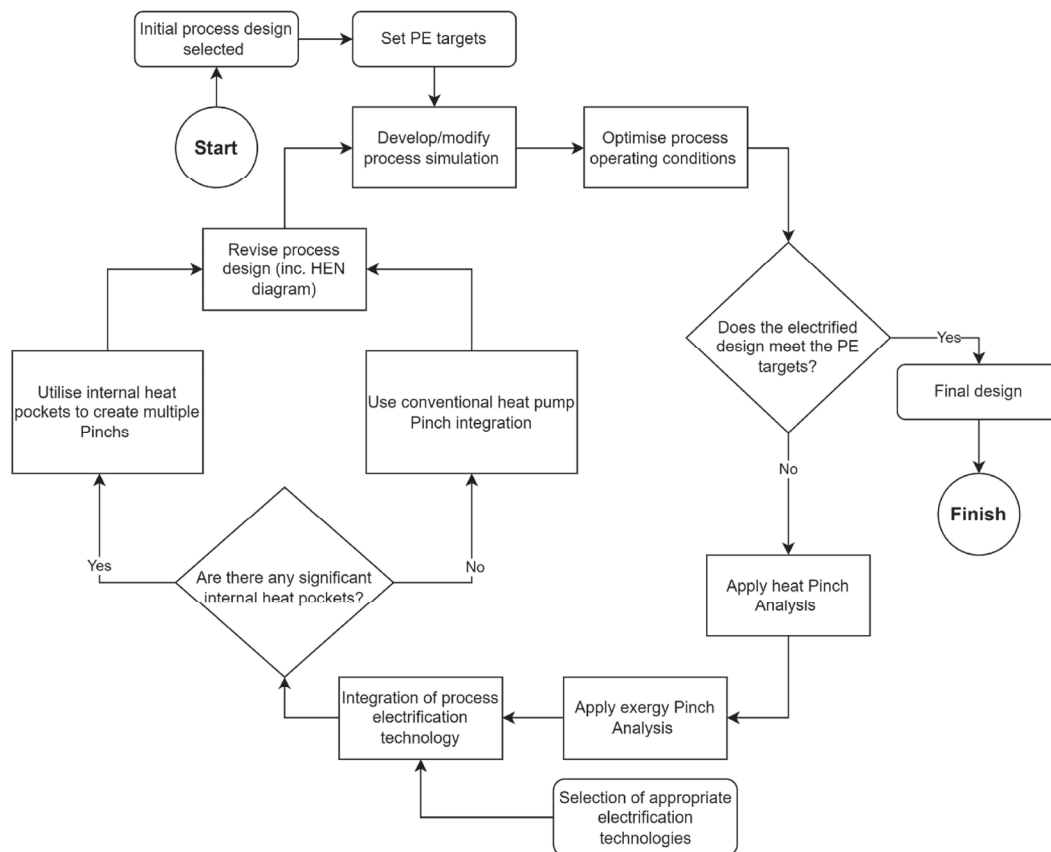 Initial process design
selected
Set PE targets
Start
Develop/modify
process simulation
Optimise process
operating conditions
Revise process
design (inc. HEN
diagram)
Does the electrified
design meet the PE
targets?
Yes
Final design
Utilise internal heat
pockets to create multiple
Pinchs
Use conventional heat pump
Pinch integration
No
Finish
Yes
No
Are there any significant
internal heat pockets?
Apply heat Pinch
Analysis
Integration of process
electrification
technology
Apply exergy Pinch
Analysis
Selection of appropriate
electrification
technologies